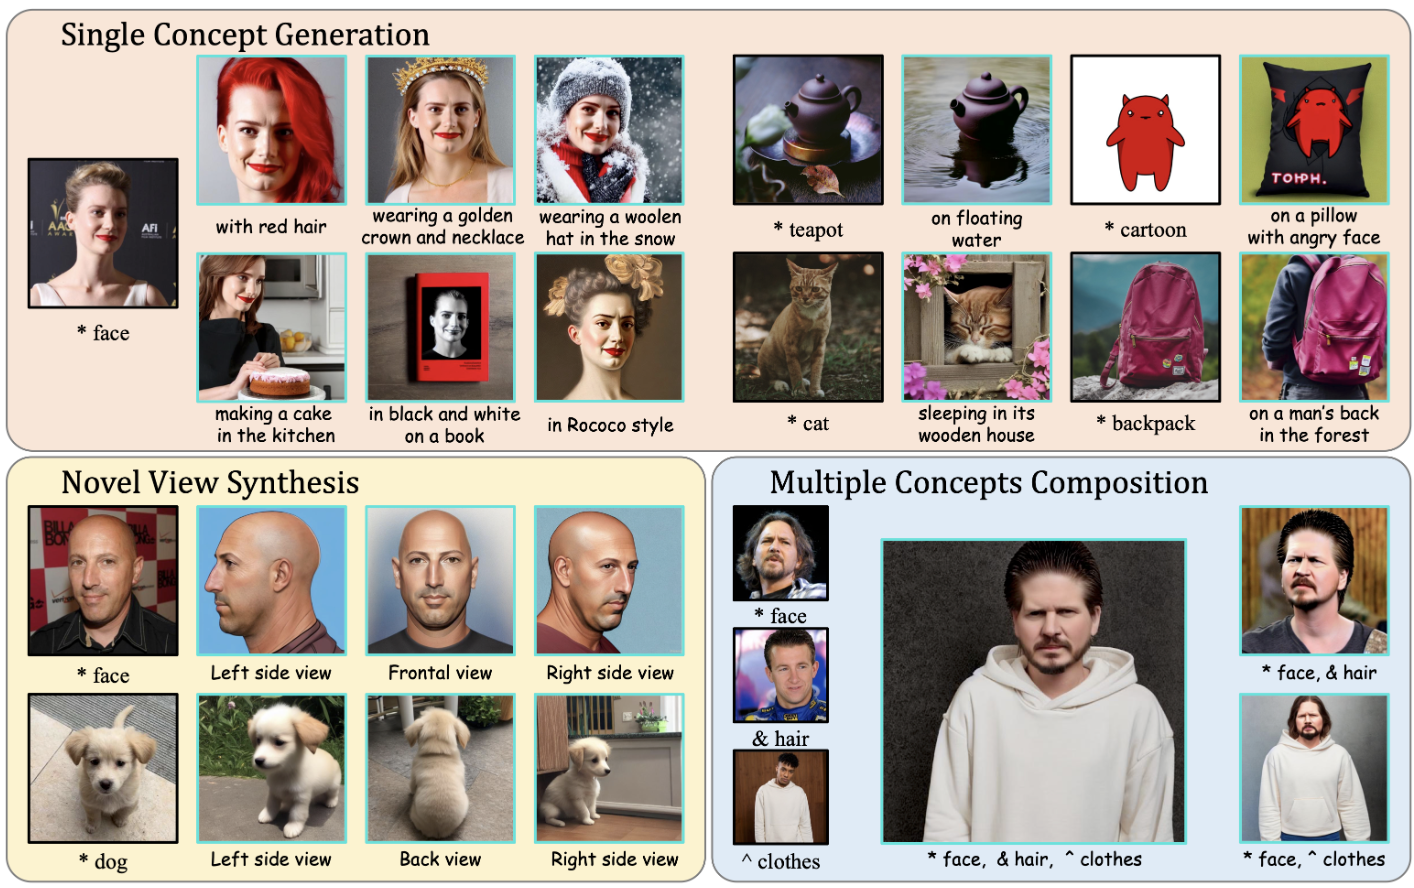 Single Concept Generation
* face
with red hair
wearing a golden
crown and necklace
wearing a woolen
hat in the snow
making a cake
in the kitchen
in black and white
on a book
in Rococo style
* teapot
on floating
water
* cartoon
TOHPH.
on a pillow
with angry face
* cat
sleeping in its
wooden house
* backpack
on a man's back
in the forest
AFI
Novel View Synthesis
* face
Left side view
Frontal view
Right side view
* dog
Left side view
Back view
Right side view
Multiple Concepts Composition
* face
& hair
^ clothes
* face, & hair, ^ clothes
* face, & hair
* face, ^ clothes